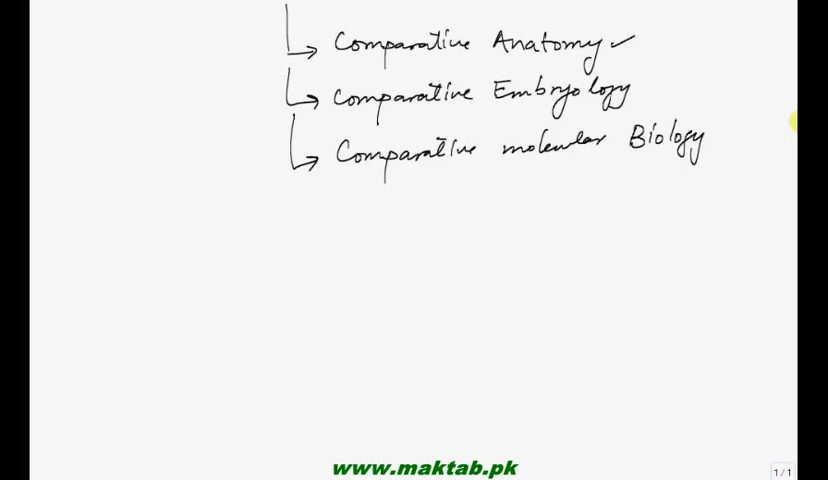 Comparative Anatomy
Comparative Embryology
Comparative molecular Biology
www.maktab.pk
1/1